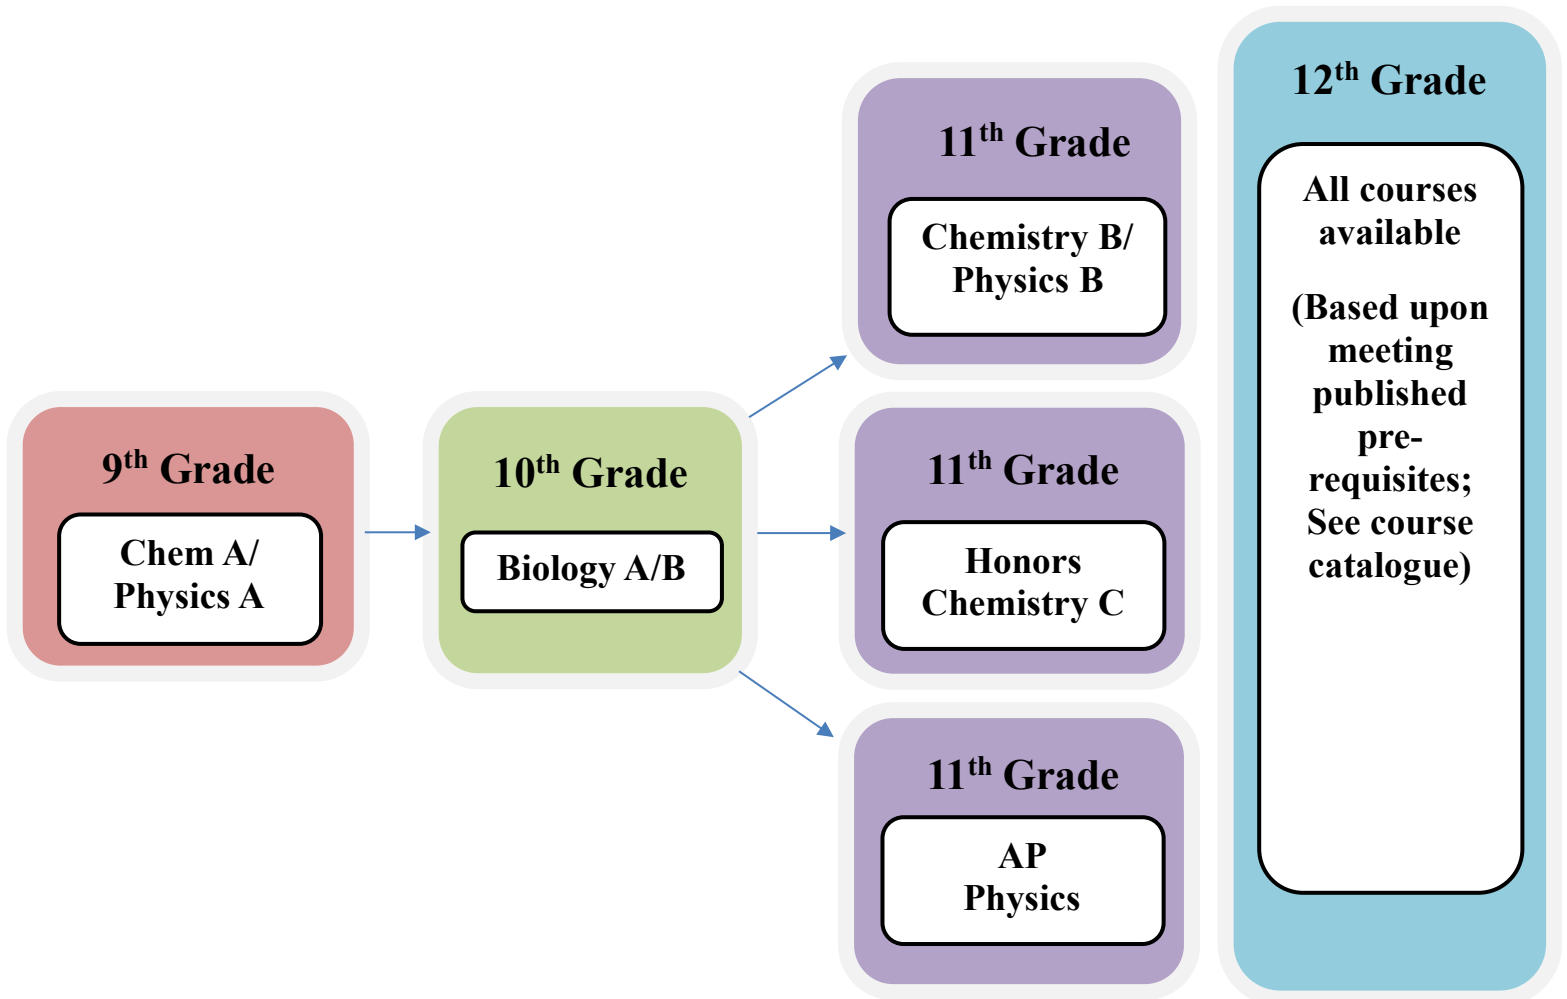 9th Grade
Chem A/
Physics A
10th Grade
Biology A/B
11th Grade
Chemistry B/
Physics B
11th Grade
Honors
Chemistry C
11th Grade
AP
Physics
12th Grade
All courses
available
(Based upon
meeting
published
pre-
requisites;
See course
catalogue)